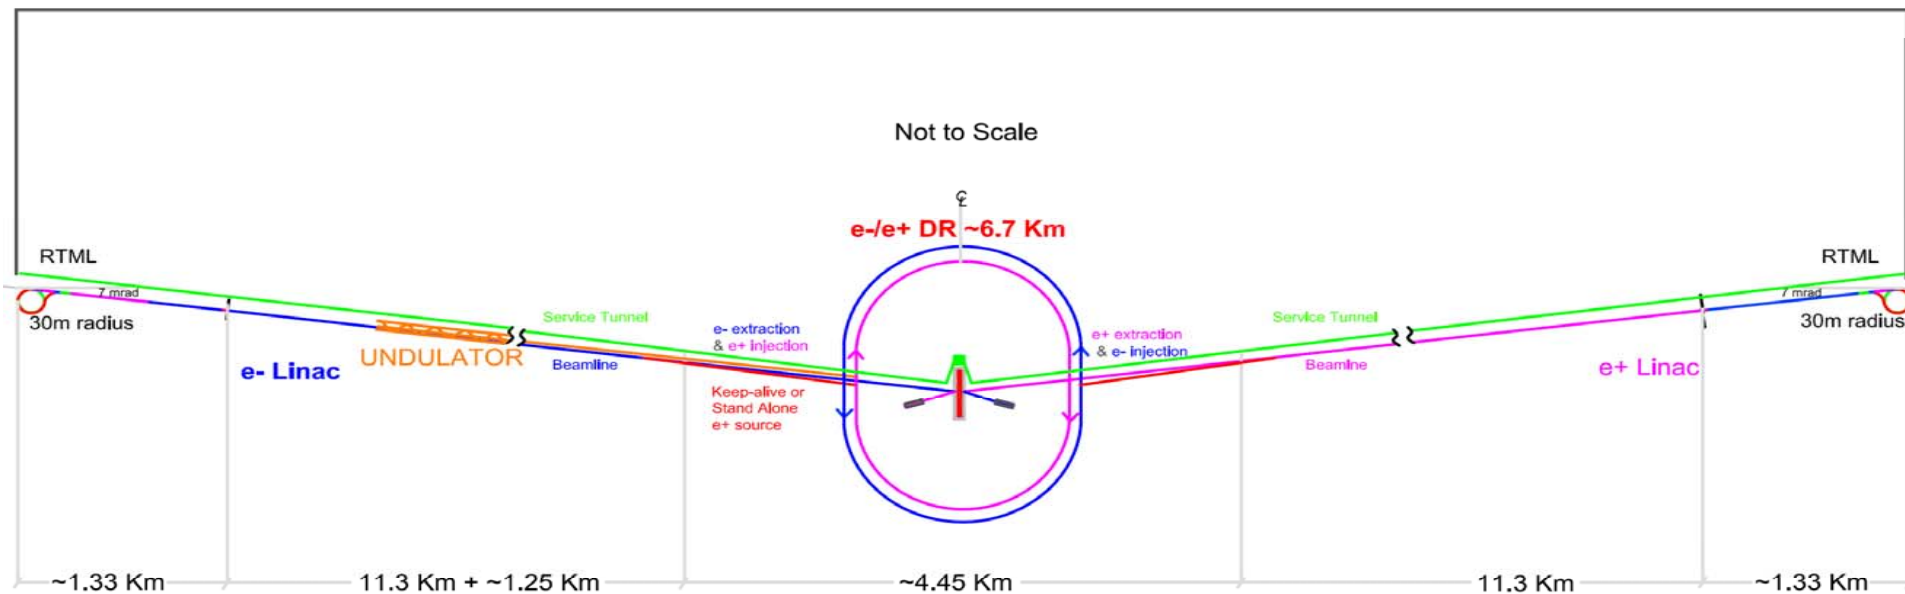 Not to Scale
℄
e-/e+ DR ~6.7 Km
RTML
RTML
7 mrad
7 mrad
30m radius
30m radius
Service Tunnel
Service Tunnel
e- extraction
& e+ injection
e+ extraction
& e- injection
UNDULATOR
e- Linac
Beamline
Beamline
e+ Linac
Keep-alive or
Stand Alone
e+ source
~1.33 Km
11.3 Km + ~1.25 Km
~4.45 Km
11.3 Km
~1.33 Km